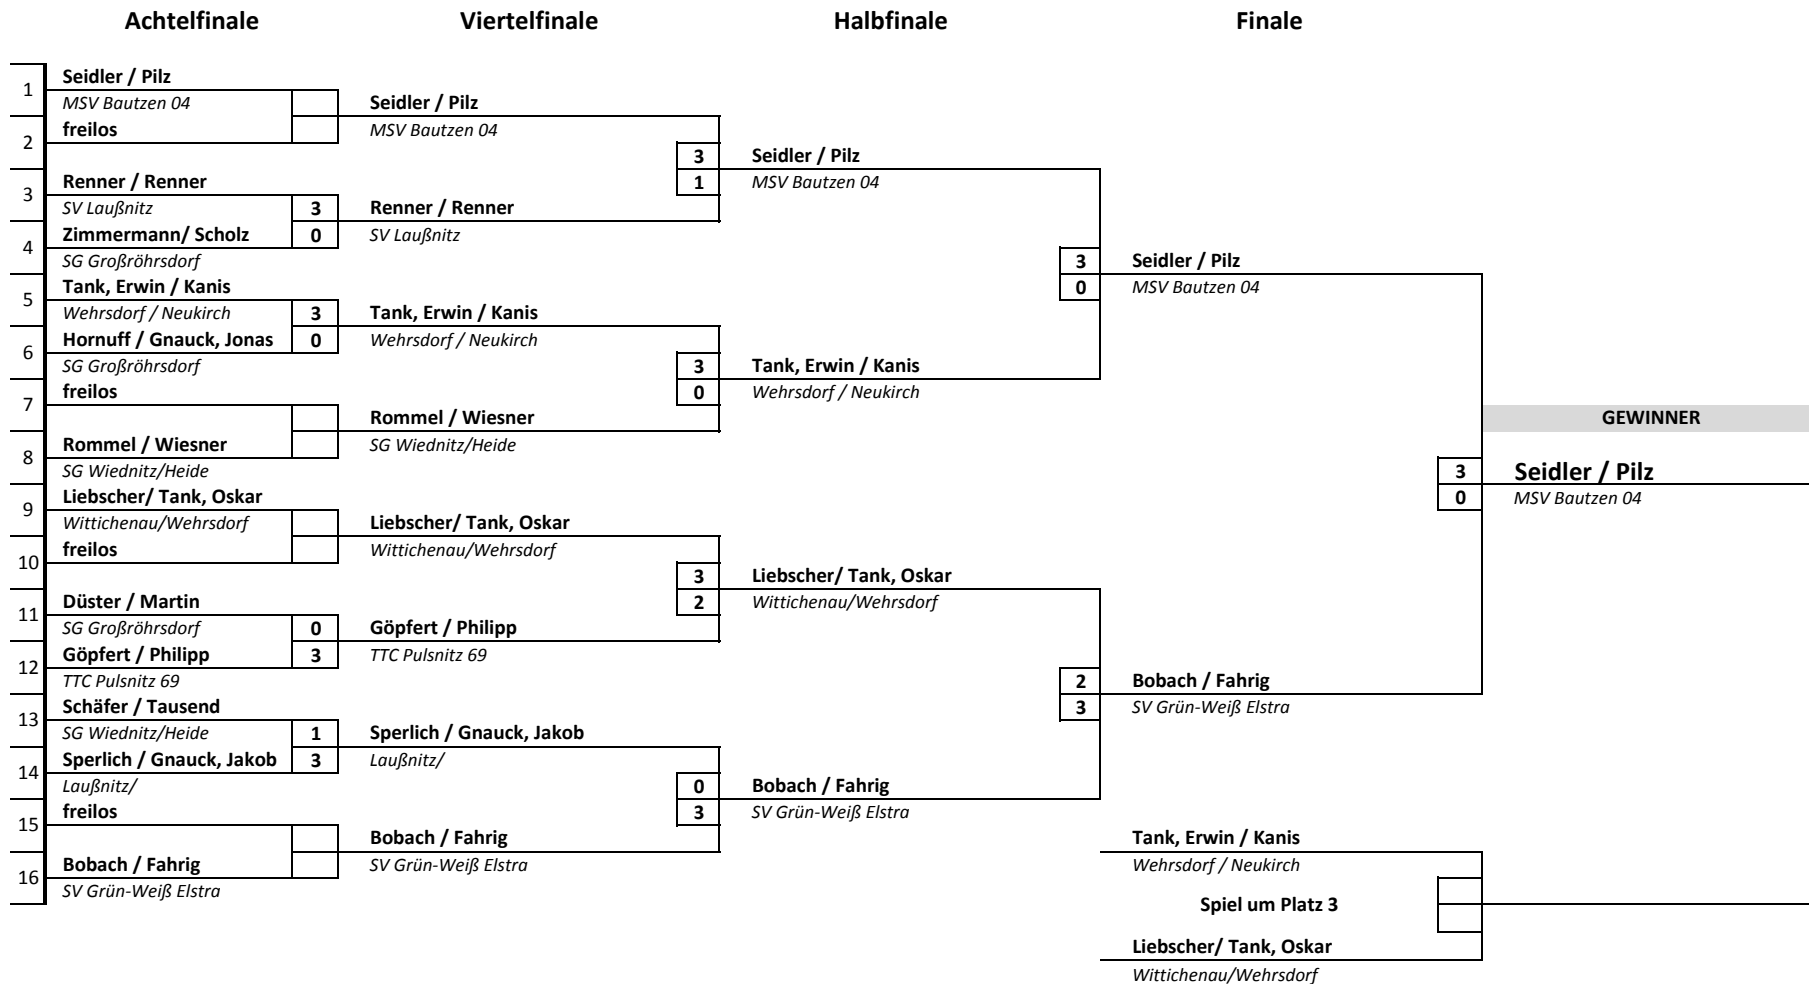 Achtelfinale
Viertelfinale
Halbfinale
Finale
1
Seidler / Pilz
MSV Bautzen 04
2
freilos
3
Renner / Renner
SV Laußnitz
3
4
Zimmermann/ Scholz
0
SG Großröhrsdorf
5
Tank, Erwin / Kanis
Wehrsdorf / Neukirch
3
6
Hornuff / Gnauck, Jonas
0
SG Großröhrsdorf
7
freilos
8
Rommel / Wiesner
SG Wiednitz/Heide
9
Liebscher/ Tank, Oskar
Wittichenau/Wehrsdorf
10
freilos
11
Düster / Martin
SG Großröhrsdorf
0
12
Göpfert / Philipp
3
TTC Pulsnitz 69
13
Schäfer / Tausend
SG Wiednitz/Heide
1
14
Sperlich / Gnauck, Jakob
3
Laußnitz/
15
freilos
16
Bobach / Fahrig
SV Grün-Weiß Elstra
Seidler / Pilz
MSV Bautzen 04
3
1
Renner / Renner
SV Laußnitz
Tank, Erwin / Kanis
Wehrsdorf / Neukirch
3
0
Rommel / Wiesner
SG Wiednitz/Heide
Liebscher/ Tank, Oskar
Wittichenau/Wehrsdorf
3
2
Göpfert / Philipp
TTC Pulsnitz 69
Sperlich / Gnauck, Jakob
Laußnitz/
0
3
Bobach / Fahrig
SV Grün-Weiß Elstra
Seidler / Pilz
MSV Bautzen 04
3
0
Tank, Erwin / Kanis
Wehrsdorf / Neukirch
Liebscher/ Tank, Oskar
Wittichenau/Wehrsdorf
2
3
Bobach / Fahrig
SV Grün-Weiß Elstra
Seidler / Pilz
MSV Bautzen 04
3
0
Bobach / Fahrig
SV Grün-Weiß Elstra
GEWINNER
Seidler / Pilz
MSV Bautzen 04
Tank, Erwin / Kanis
Wehrsdorf / Neukirch
Spiel um Platz 3
Liebscher/ Tank, Oskar
Wittichenau/Wehrsdorf